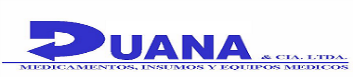 DUANA & CIA. LTDA.
MEDICAMENTOS, INSUMOS Y EQUIPOS MEDICOS